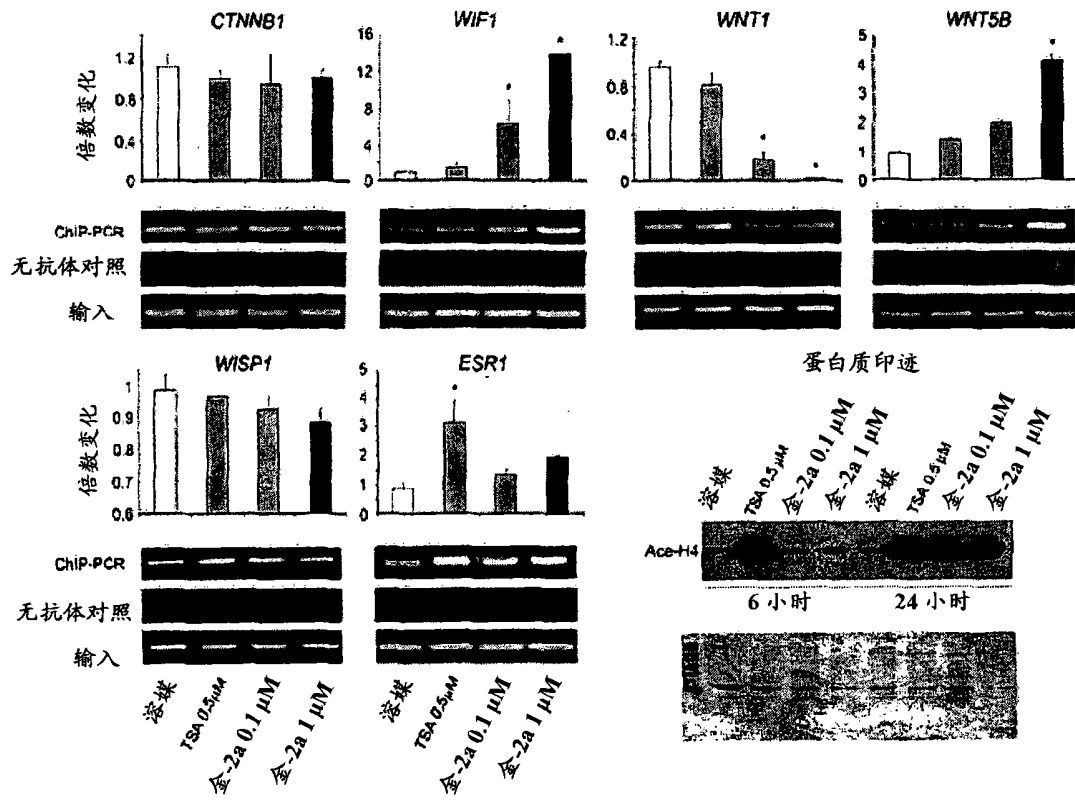 CTNNB1
WIF1
WNT1
WNT5B
倍数变化
1.2
0.8
0.4
0
16
12
8
4
0
1.2
0.8
0.4
0
5
4
3
2
1
0
*
*
*
*
*
ChIP-PCR
无抗体对照
输入
WISP1
ESR1
蛋白质印迹
倍数变化
1
0.9
0.8
0.7
0.6
5
4
3
2
1
0
*
溶媒
TSA 0.5 μM
金-2a 0.1 μM
金-2a 1 μM
溶媒
TSA 0.5 μM
金-2a 0.1 μM
金-2a 1 μM
Ace-H4
6 小时
24 小时
ChIP-PCR
无抗体对照
输入
溶媒
TSA 0.5μM
金-2a 0.1 μM
金-2a 1 μM
溶媒
TSA 0.5μM
金-2a 0.1 μM
金-2a 1 μM